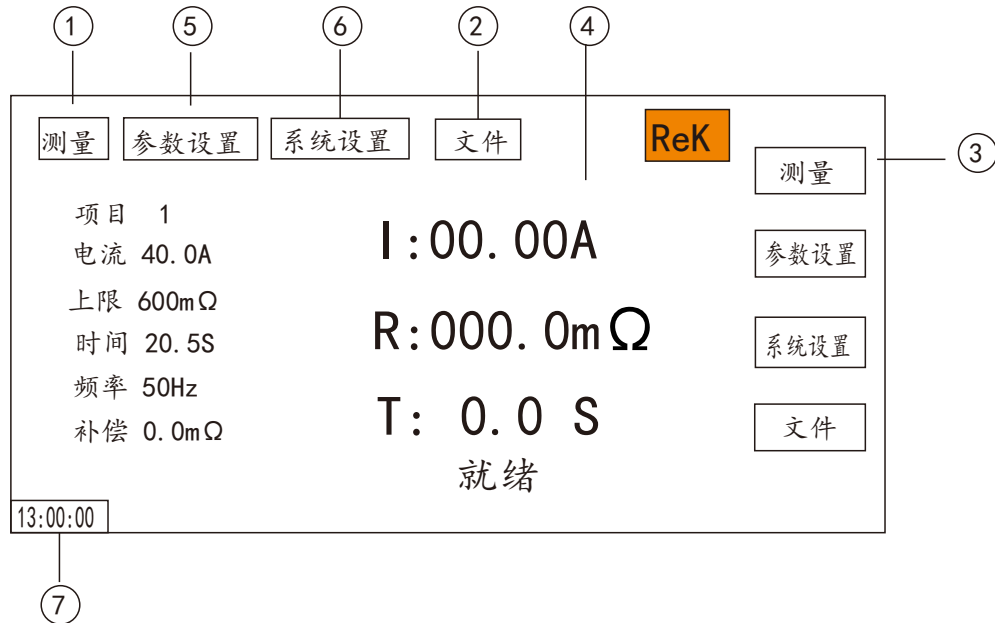 ① ⑤ ⑥ ② ④
测量 参数设置 系统设置 文件 ReK
③
测量
项目 1
电流 40.0A
上限 600mΩ
时间 20.5S
频率 50Hz
补偿 0.0mΩ
I:00.00A
R:000.0mΩ
T: 0.0 S
就绪
参数设置
系统设置
文件
13:00:00
⑦